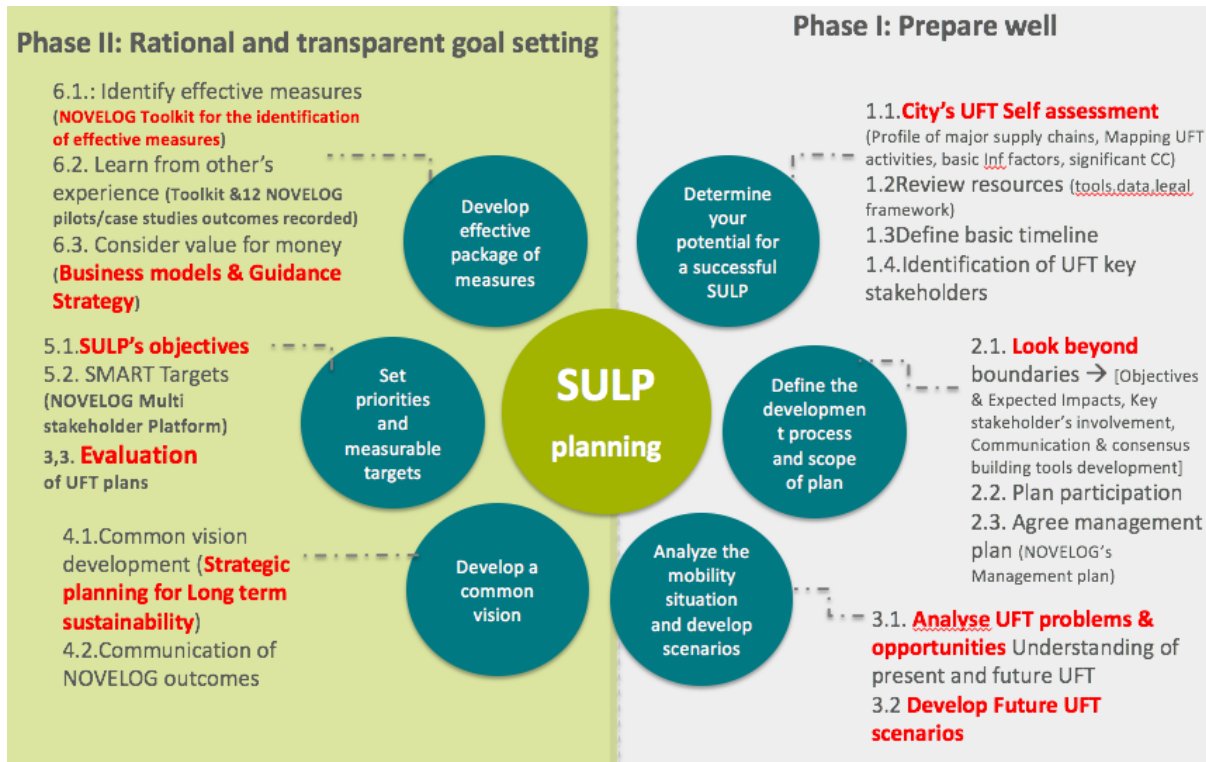 Phase II: Rational and transparent goal setting
6.1.: Identify effective measures
(NOVELOG Toolkit for the identification
of effective measures)
6.2. Learn from other's
experience (Toolkit &12 NOVELOG
pilots/case studies outcomes recorded)
6.3. Consider value for money
(Business models & Guidance
Strategy)
5.1.SULP's objectives
5.2. SMART Targets
(NOVELOG Multi
stakeholder Platform)
3,3. Evaluation
of UFT plans
4.1.Common vision
development (Strategic
planning for Long term
sustainability)
4.2.Communication of
NOVELOG outcomes
Develop
effective
package of
measures
Set
priorities
and
measurable
targets
Develop a
common
vision
SULP
planning
Phase I: Prepare well
Determine
your
potential for
a successful
SULP
Define the
developmen
t process
and scope
of plan
Analyze the
mobility
situation
and develop
scenarios
1.1.City's UFT Self assessment
(Profile of major supply chains, Mapping UFT
activities, basic Inf factors, significant CC)
1.2Review resources (tools,data,legal
framework)
1.3Define basic timeline
1.4.Identification of UFT key
stakeholders
2.1. Look beyond
boundaries → [Objectives
& Expected Impacts, Key
stakeholder's involvement,
Communication & consensus
building tools development]
2.2. Plan participation
2.3. Agree management
plan (NOVELOG's
Management plan)
3.1. Analyse UFT problems &
opportunities Understanding of
present and future UFT
3.2 Develop Future UFT
scenarios